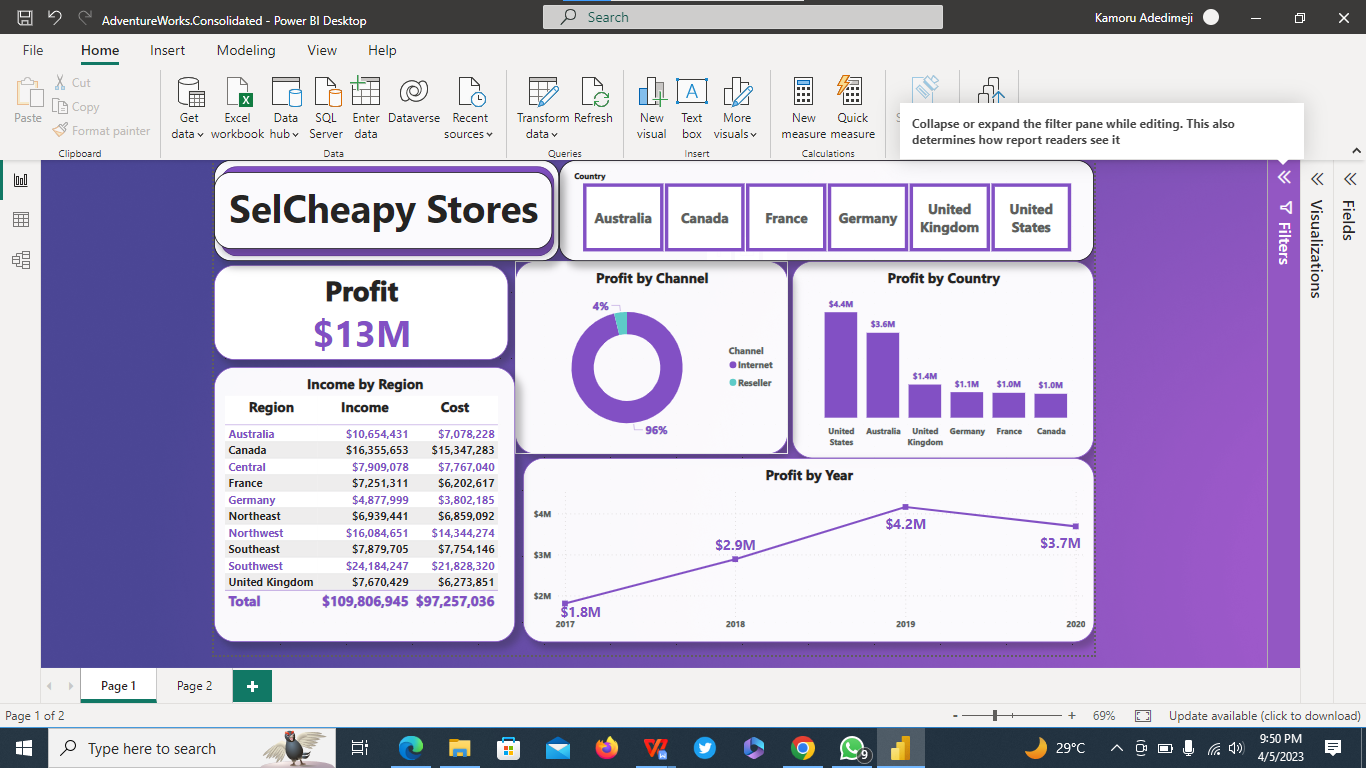 AdventureWorks.Consolidated - Power BI Desktop
Search
Kamoru Adedimeji
File Home Insert Modeling View Help
Paste
Cut
Copy
Format painter
Clipboard
Get data
Excel workbook
Data hub
SQL Server
Enter data
Dataverse
Recent sources
Data
Transform data
Refresh
Queries
New visual
Text box
More visuals
Insert
New measure
Quick measure
Calculations
Collapse or expand the filter pane while editing. This also
determines how report readers see it
SelCheapy Stores
Country
Australia
Canada
France
Germany
United Kingdom
United States
Filters
Visualizations
Fields
Profit
$13M
Profit by Channel
4%
96%
Channel
Internet
Reseller
Profit by Country
$4.4M
$3.6M
$1.4M
$1.1M
$1.0M
$1.0M
United States
Australia
United Kingdom
Germany
France
Canada
Income by Region
Region Income Cost
Australia $10,654,431 $7,078,228
Canada $16,355,653 $15,347,283
Central $7,909,078 $7,767,040
France $7,251,311 $6,202,617
Germany $4,877,999 $3,802,185
Northeast $6,939,441 $6,859,092
Northwest $16,084,651 $14,344,274
Southeast $7,879,705 $7,754,146
Southwest $24,184,247 $21,828,320
United Kingdom $7,670,429 $6,273,851
Total $109,806,945 $97,257,036
Profit by Year
$4M
$3M
$2M
$1.8M
$2.9M
$4.2M
$3.7M
2017 2018 2019 2020
Page 1
Page 2
+
Page 1 of 2
- + 69%
Update available (click to download)
Type here to search
9
29°C
9:50 PM
4/5/2023